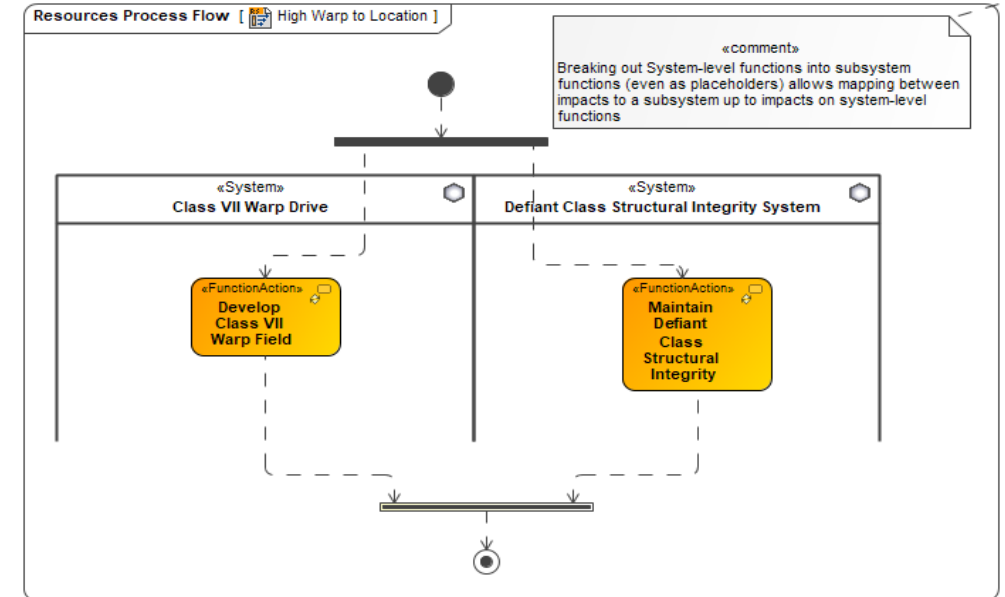 Resources Process Flow [ High Warp to Location ]
«comment»
Breaking out System-level functions into subsystem
functions (even as placeholders) allows mapping between
impacts to a subsystem up to impacts on system-level
functions
«System»
Class VII Warp Drive
«System»
Defiant Class Structural Integrity System
«FunctionAction»
Develop
Class VII
Warp Field
«FunctionAction»
Maintain
Defiant
Class
Structural
Integrity